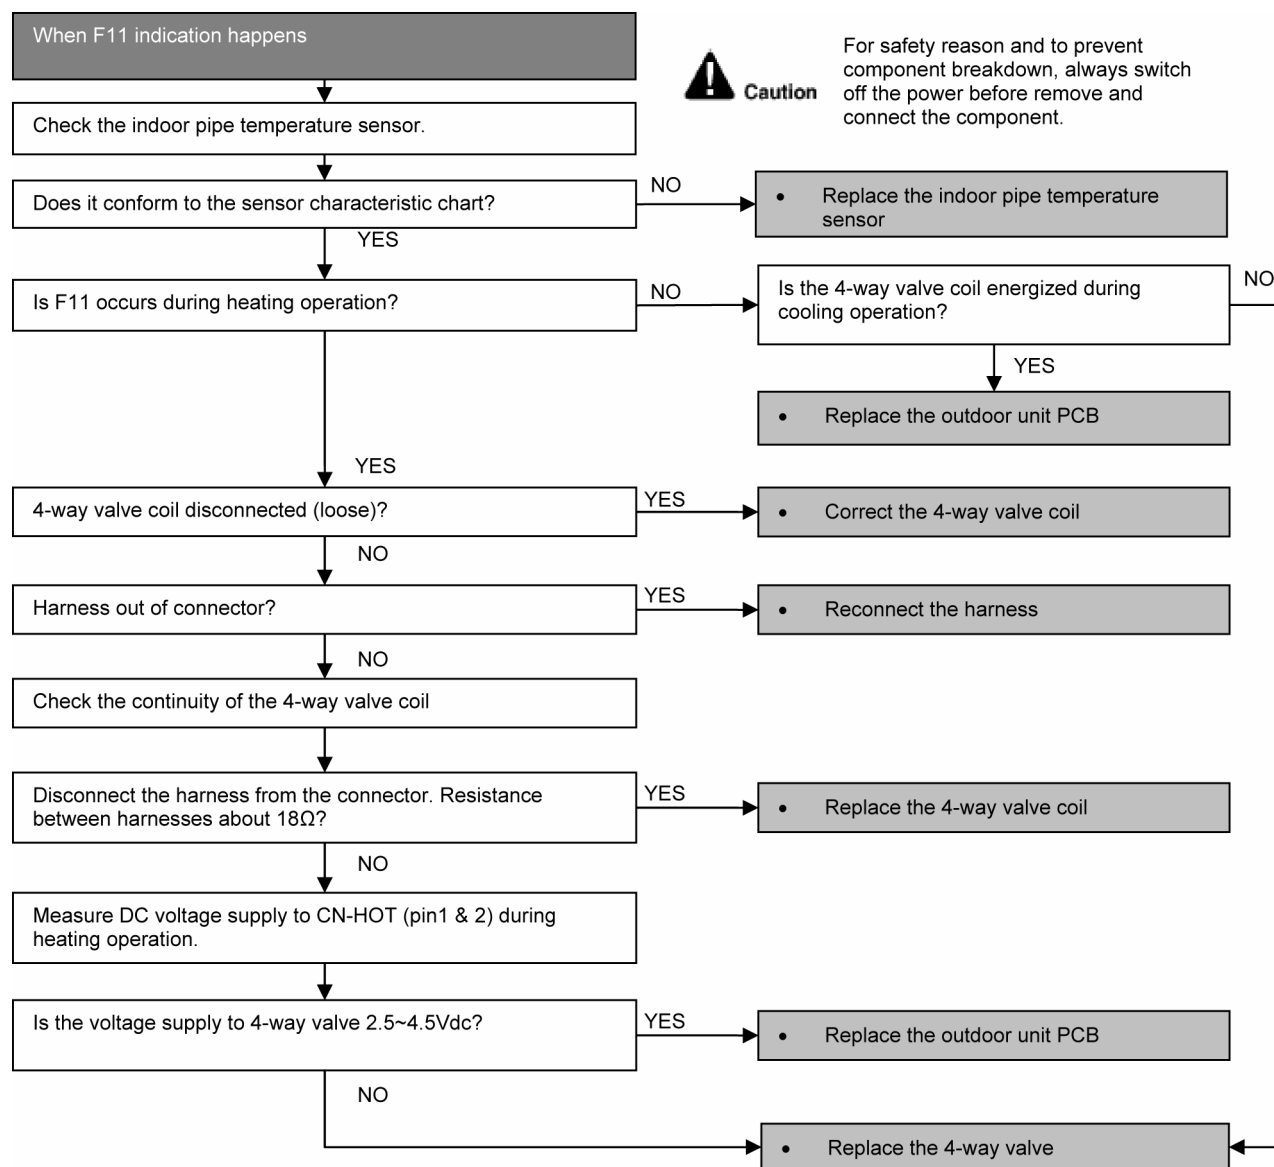 When F11 indication happens
For safety reason and to prevent
component breakdown, always switch
off the power before remove and
connect the component.
Caution
Check the indoor pipe temperature sensor.
Does it conform to the sensor characteristic chart?
NO
• Replace the indoor pipe temperature
sensor
YES
Is F11 occurs during heating operation?
NO
Is the 4-way valve coil energized during
cooling operation?
NO
YES
• Replace the outdoor unit PCB
YES
4-way valve coil disconnected (loose)?
YES
• Correct the 4-way valve coil
NO
Harness out of connector?
YES
• Reconnect the harness
NO
Check the continuity of the 4-way valve coil
Disconnect the harness from the connector. Resistance
between harnesses about 18Ω?
YES
• Replace the 4-way valve coil
NO
Measure DC voltage supply to CN-HOT (pin1 & 2) during
heating operation.
Is the voltage supply to 4-way valve 2.5~4.5Vdc?
YES
• Replace the outdoor unit PCB
NO
• Replace the 4-way valve